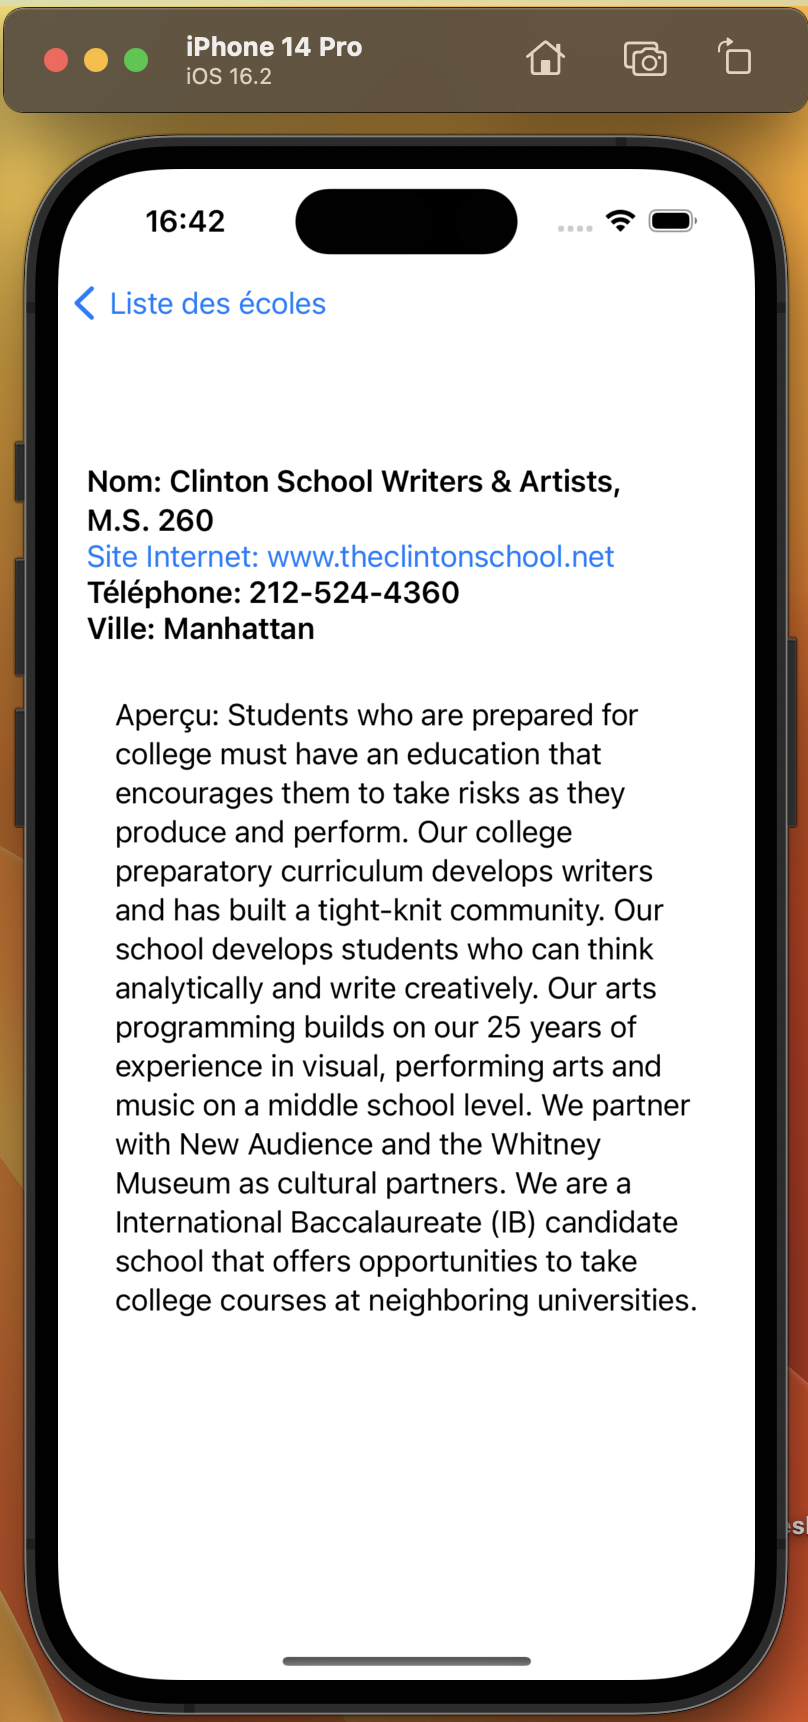 iPhone 14 Pro
iOS 16.2
16:42
Liste des écoles
Nom: Clinton School Writers & Artists,
M.S. 260
Site Internet: www.theclintonschool.net
Téléphone: 212-524-4360
Ville: Manhattan
Aperçu: Students who are prepared for
college must have an education that
encourages them to take risks as they
produce and perform. Our college
preparatory curriculum develops writers
and has built a tight-knit community. Our
school develops students who can think
analytically and write creatively. Our arts
programming builds on our 25 years of
experience in visual, performing arts and
music on a middle school level. We partner
with New Audience and the Whitney
Museum as cultural partners. We are a
International Baccalaureate (IB) candidate
school that offers opportunities to take
college courses at neighboring universities.